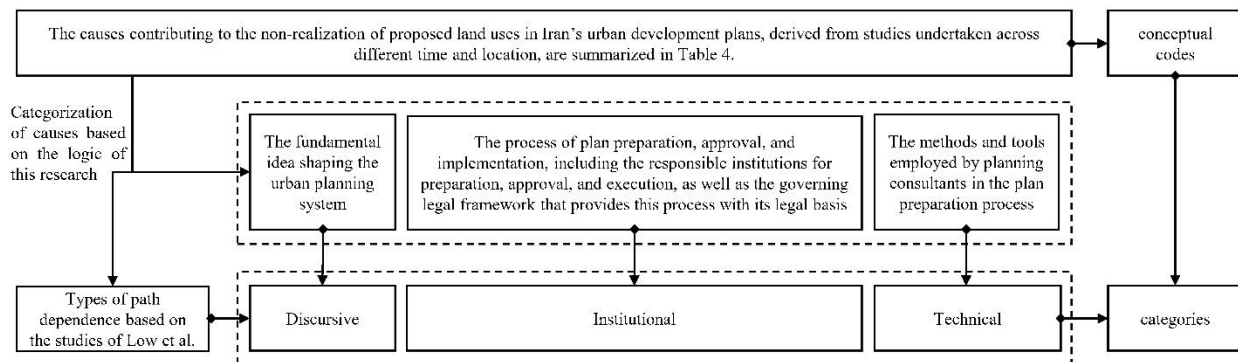 The causes contributing to the non-realization of proposed land uses in Iran's urban development plans, derived from studies undertaken across
different time and location, are summarized in Table 4.
conceptual
codes
Categorization
of causes based
on the logic of
this research
The fundamental
idea shaping the
urban planning
system
The process of plan preparation, approval, and
implementation, including the responsible institutions for
preparation, approval, and execution, as well as the governing
legal framework that provides this process with its legal basis
The methods and tools
employed by planning
consultants in the plan
preparation process
Types of path
dependence based on
the studies of Low et al.
Discursive
Institutional
Technical
categories